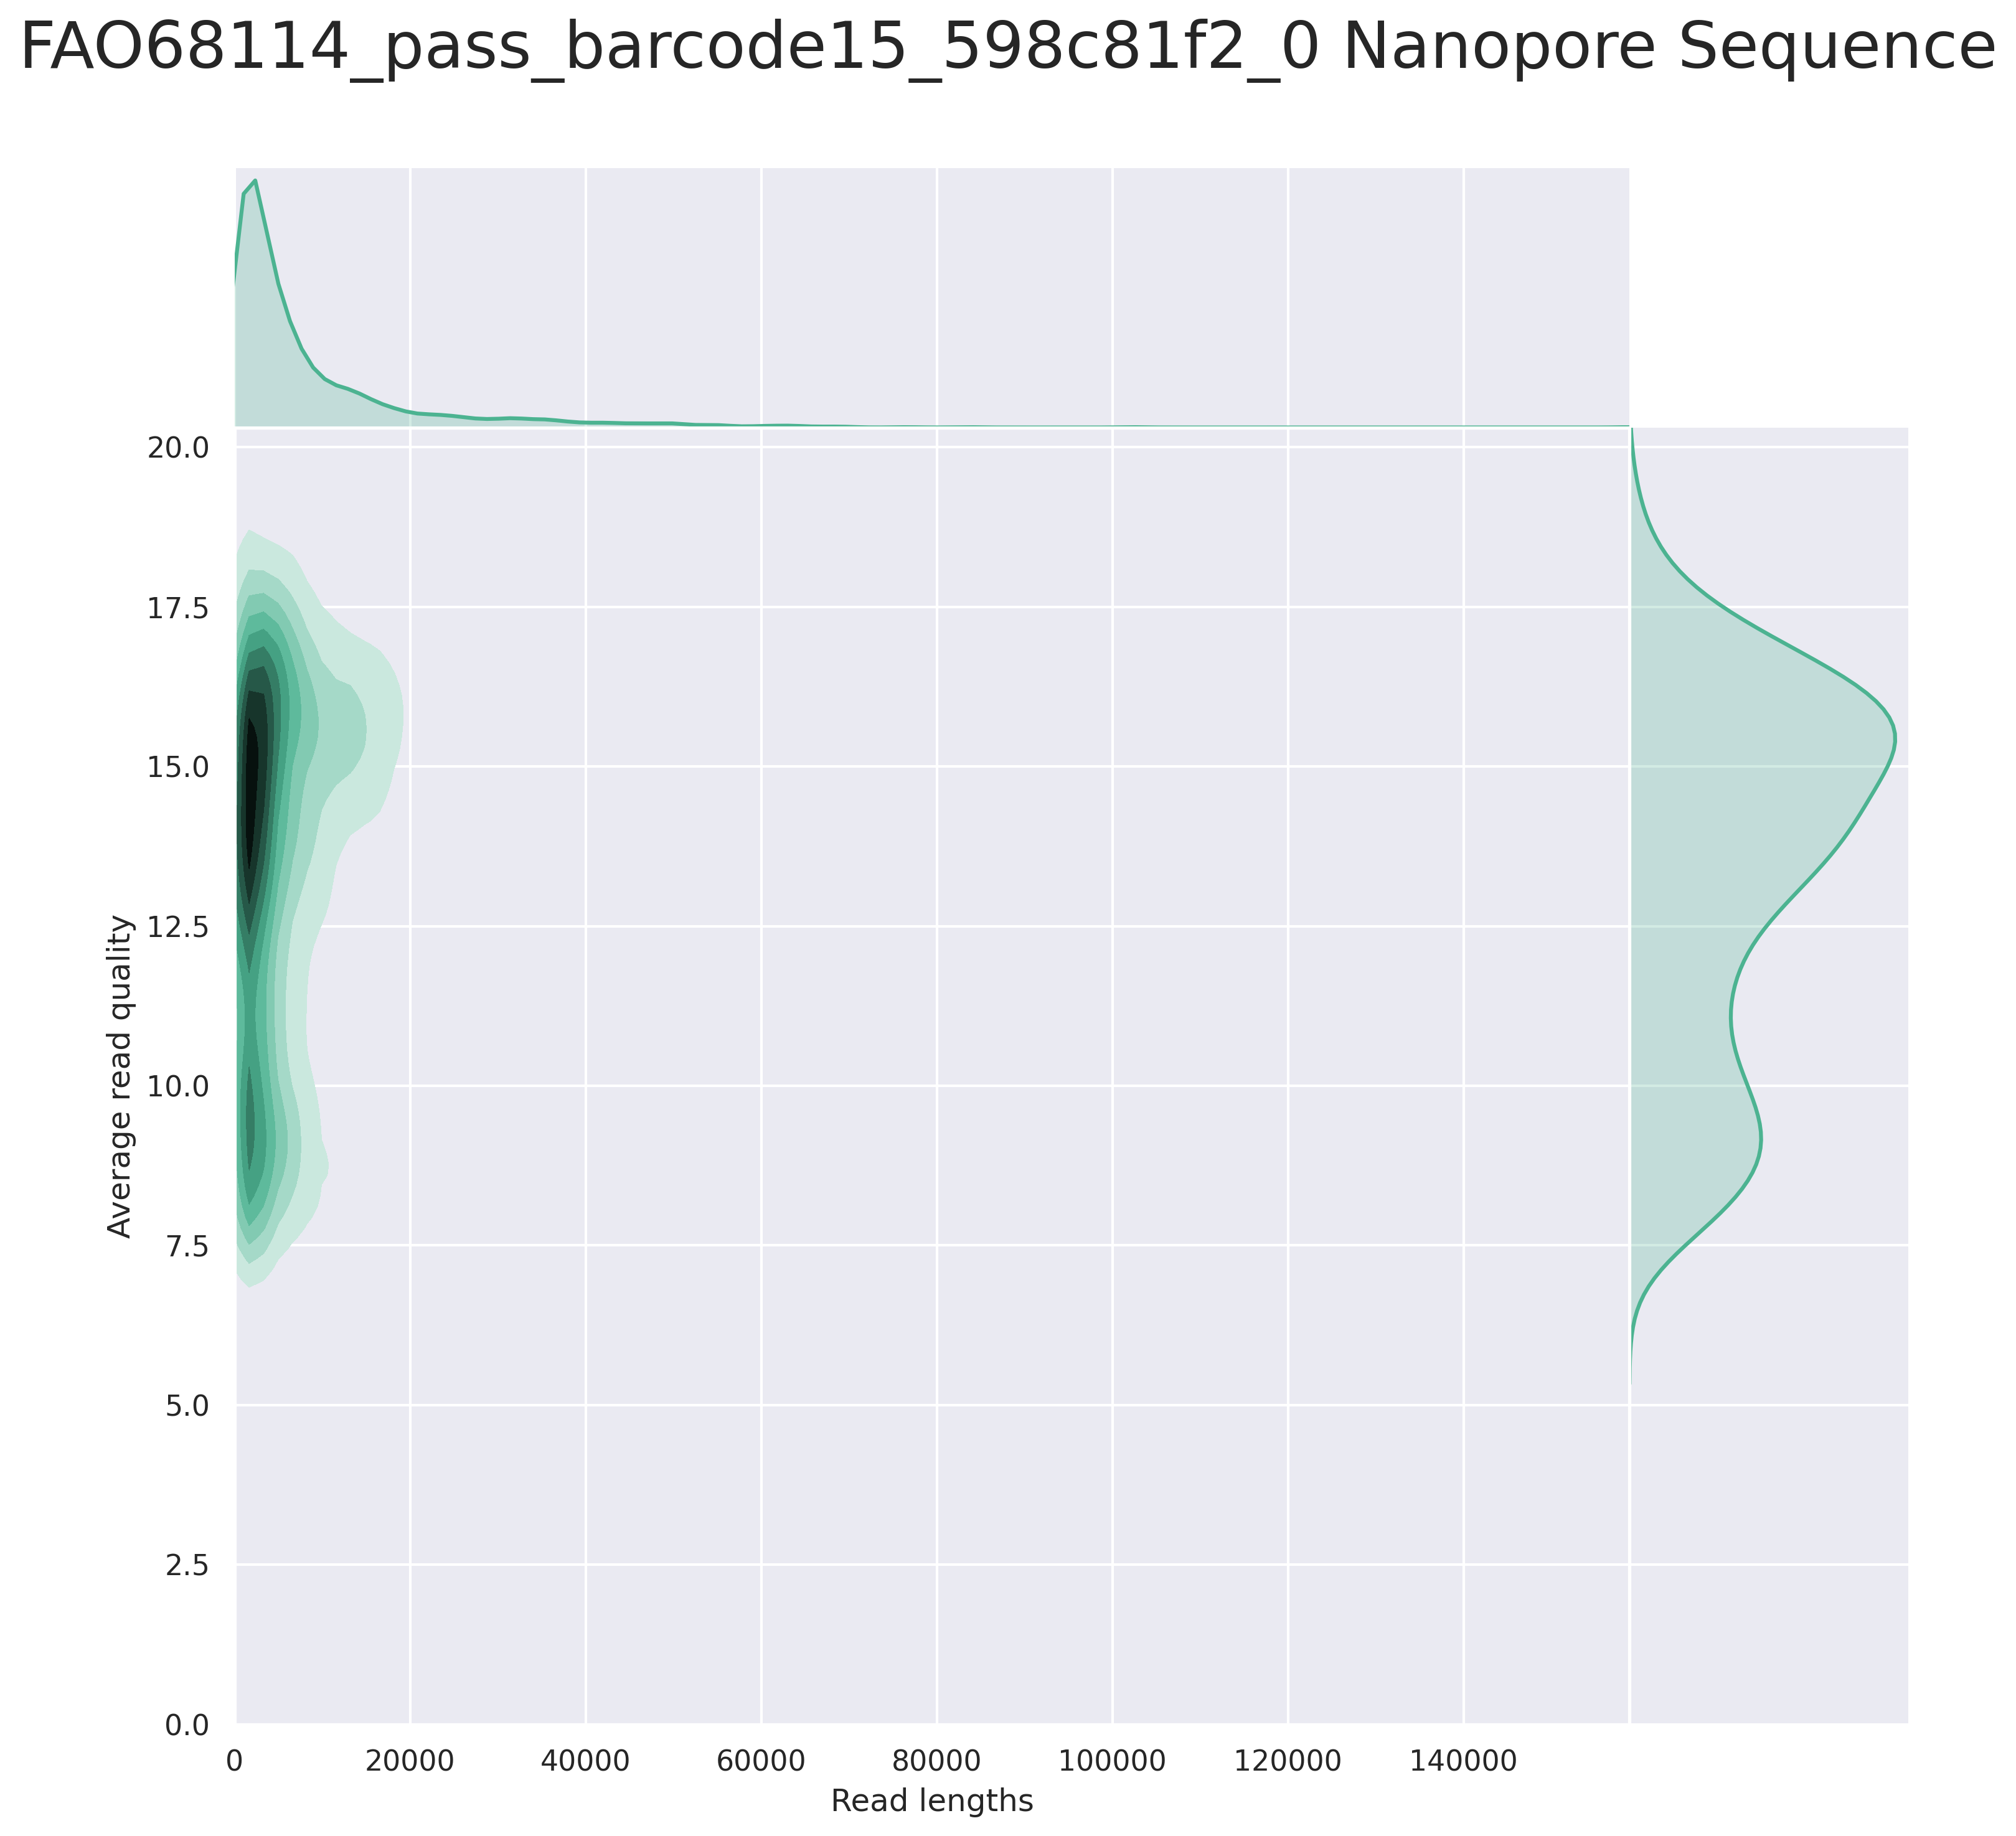 FAO68114_pass_barcode15_598c81f2_0 Nanopore Sequence
20.0
17.5
15.0
12.5
10.0
7.5
5.0
2.5
0.0
Average read quality
0 20000 40000 60000 80000 100000 120000 140000
Read lengths